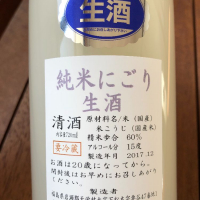 生酒
純米にごり
生酒
清酒
原材料名/米(国産)
米こうじ(国産米)
精米歩合 60%
要冷蔵
アルコール分 15度
製造年月 2017.12
お酒は20歳になってから。
開封後はお早めにお召しあがり
ください。
製造者